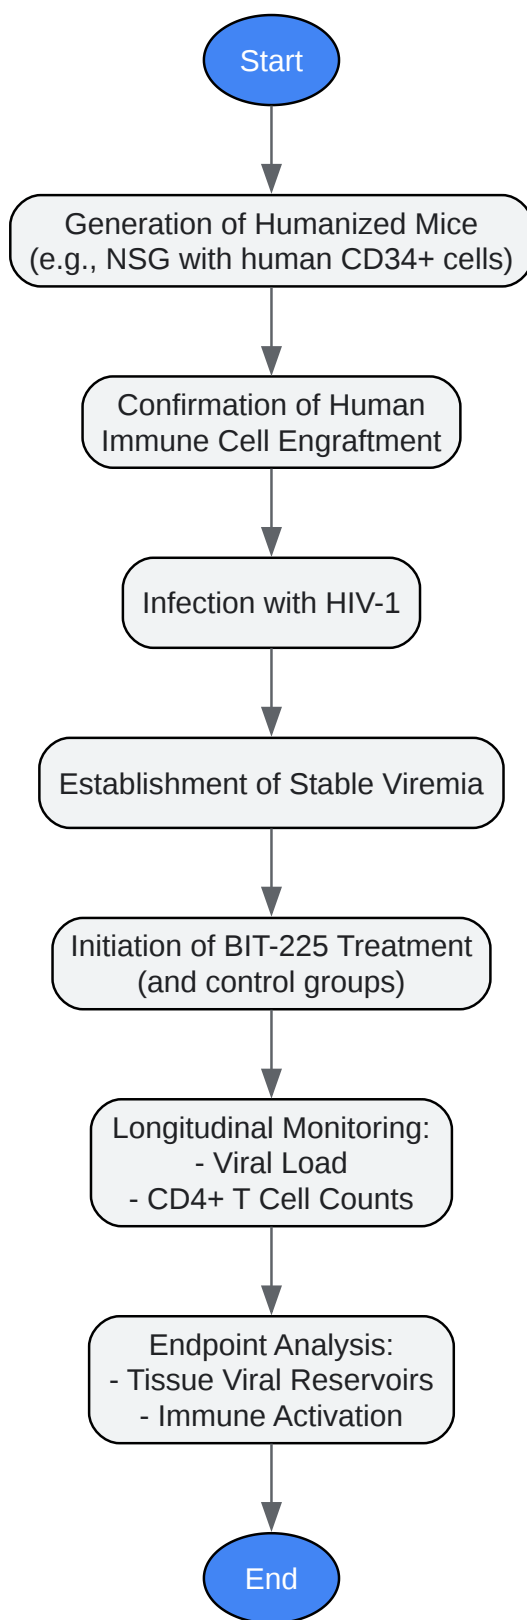 Start
Generation of Humanized Mice
(e.g., NSG with human CD34+ cells)
Confirmation of Human
Immune Cell Engraftment
Infection with HIV-1
Establishment of Stable Viremia
Initiation of BIT-225 Treatment
(and control groups)
Longitudinal Monitoring:
- Viral Load
- CD4+ T Cell Counts
Endpoint Analysis:
- Tissue Viral Reservoirs
- Immune Activation
End